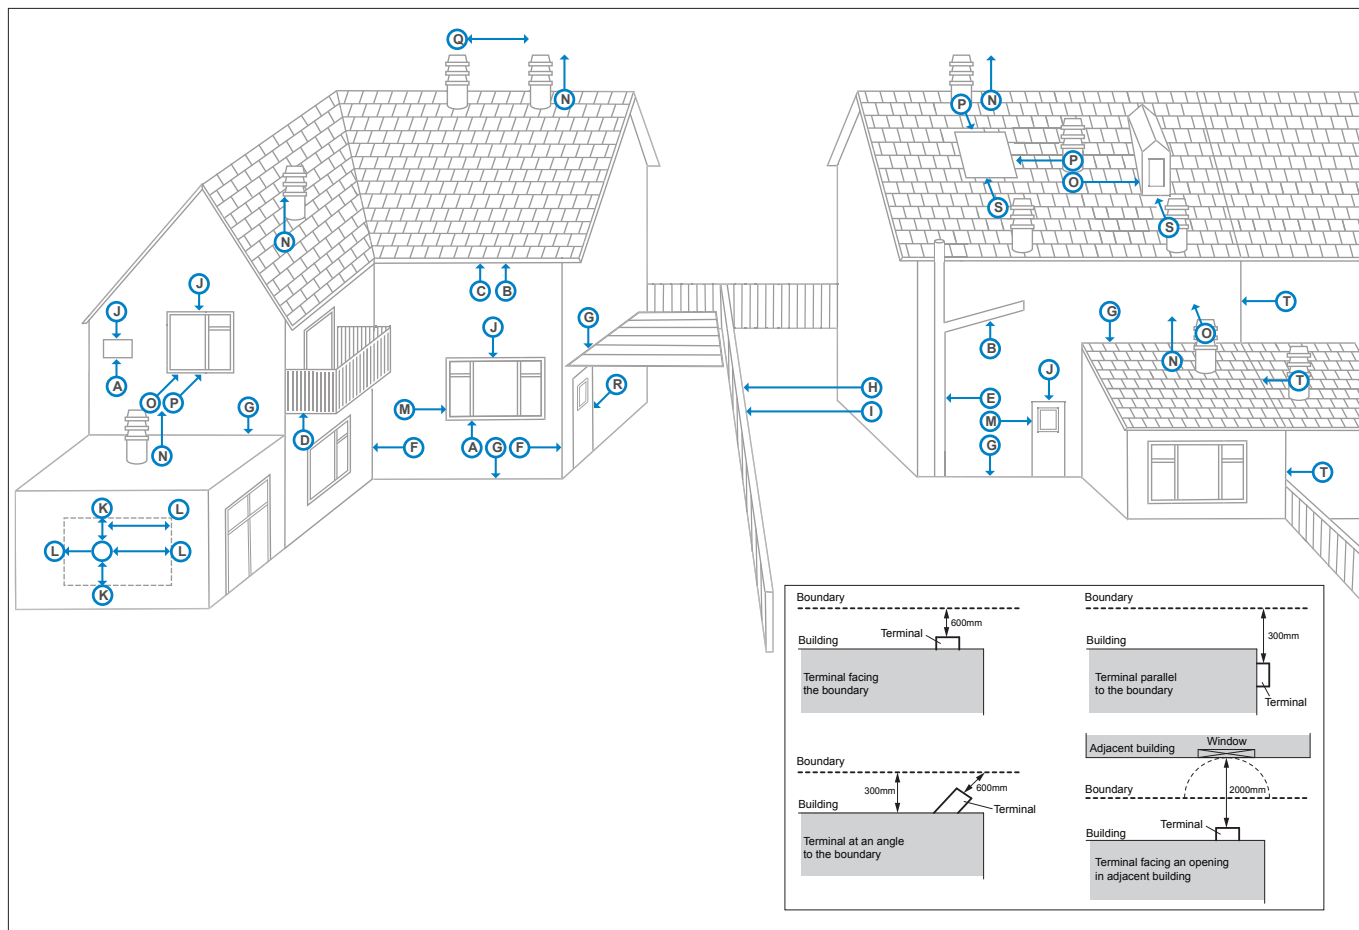 Q
N
P
N
P
O
S
S
N
J
J
C
B
J
G
T
G
O
B
N
A
J
T
H
R
E
O
P
M
I
M
G
D
F
A
G
F
G
T
N
K
L
L
L
K
Boundary
600mm
Terminal
Building
Terminal facing
the boundary
Boundary
300mm
Building
Terminal parallel
to the boundary
Terminal
Boundary
300mm
600mm
Building
Terminal
Terminal at an angle
to the boundary
Window
Adjacent building
Boundary
2000mm
Terminal
Building
Terminal facing an opening
in adjacent building